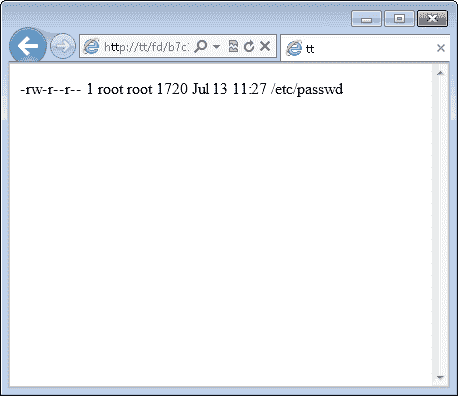 http://tt/fd/b7c
tt
-rw-r--r-- 1 root root 1720 Jul 13 11:27 /etc/passwd